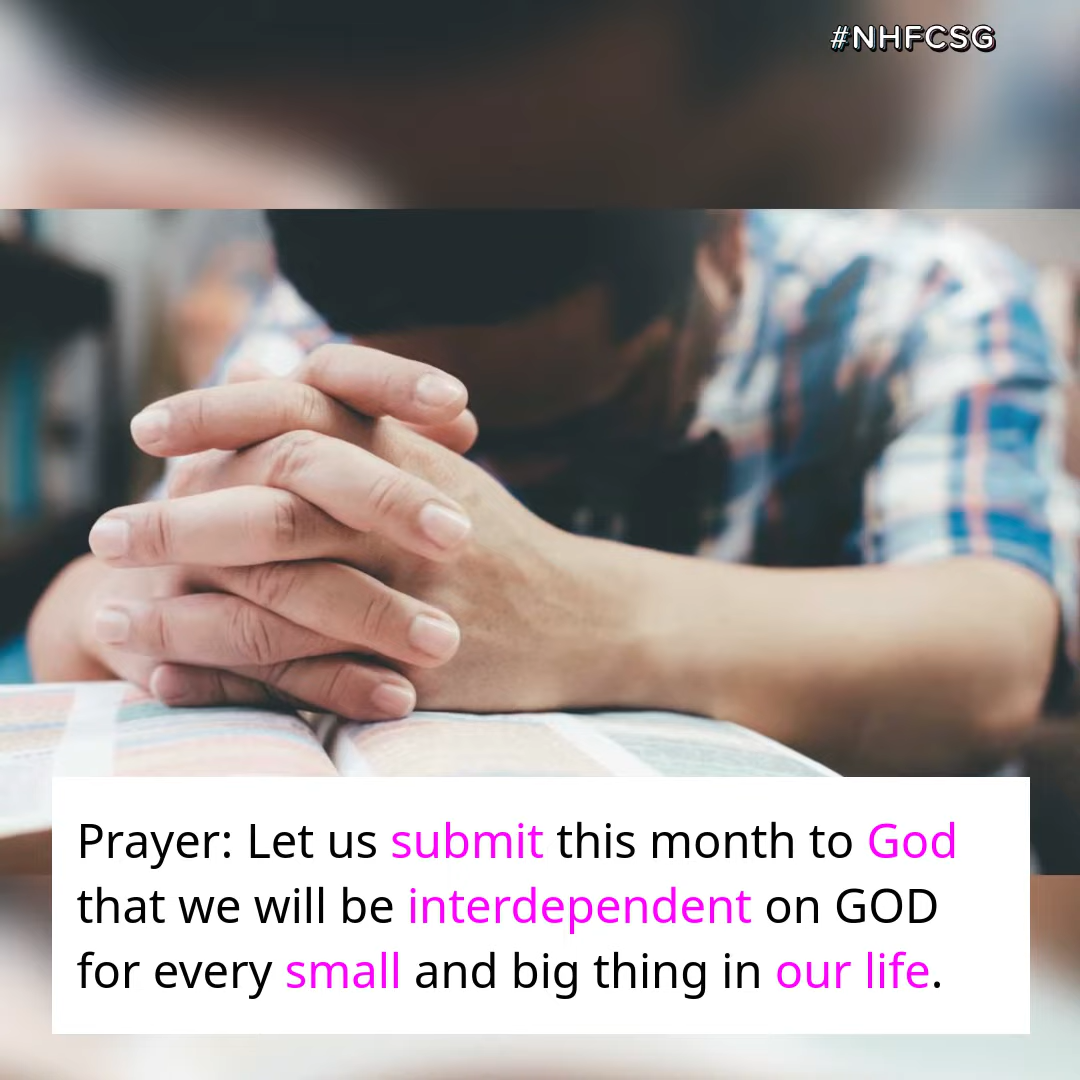 #NHFCSG
Prayer: Let us submit this month to God
that we will be interdependent on GOD
for every small and big thing in our life.